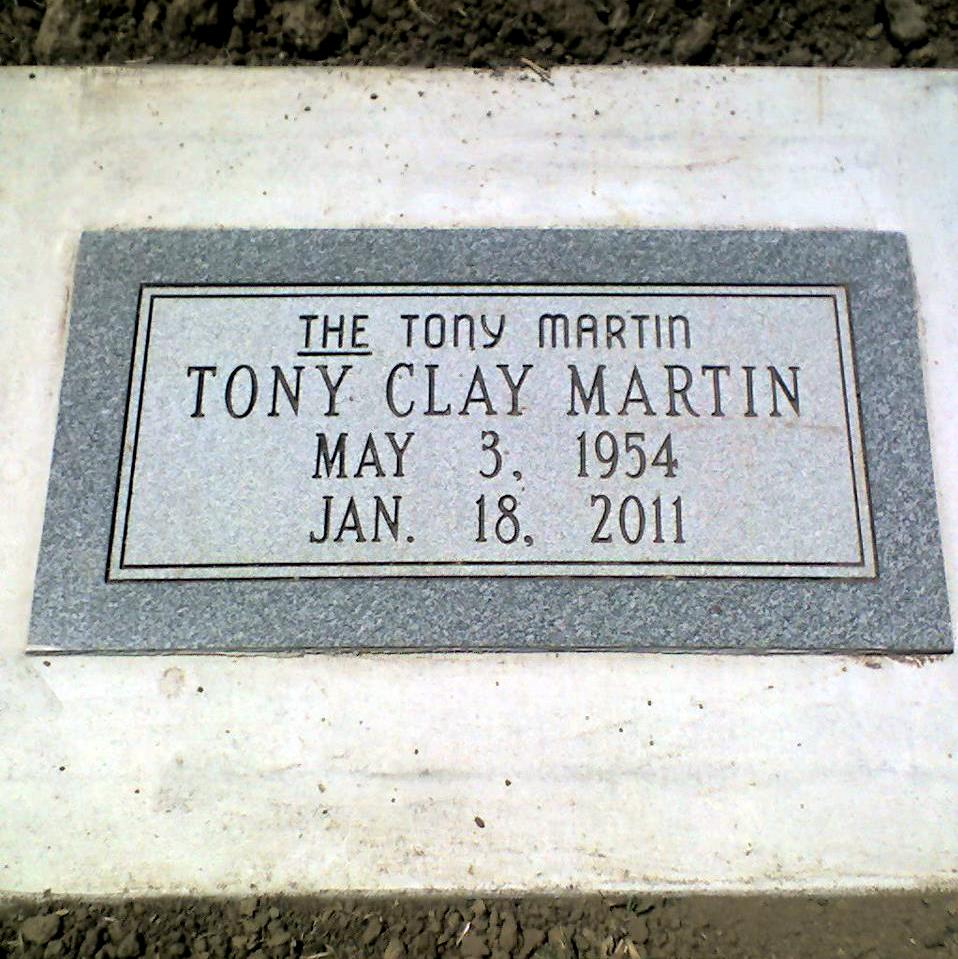 THE TONY MARTIN
TONY CLAY MARTIN
MAY 3, 1954
JAN. 18, 2011